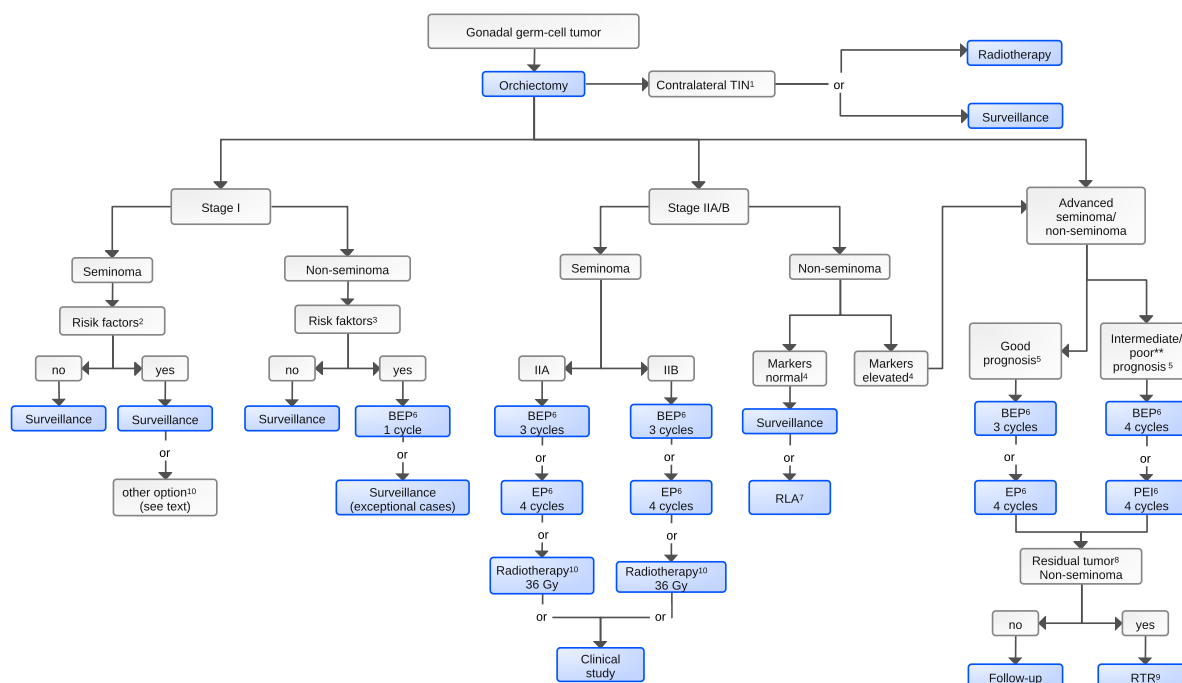 Gonadal germ-cell tumor
Orchiectomy
Contralateral TIN¹
or
Radiotherapy
Surveillance
Stage I
Stage IIA/B
Advanced
seminoma/
non-seminoma
Seminoma
Non-seminoma
Seminoma
Non-seminoma
Risik factors²
Risk faktors³
no
yes
no
yes
IIA
IIB
Markers
normal⁴
Markers
elevated⁴
Good
prognosis⁵
Intermediate/
poor**
prognosis ⁵
Surveillance
Surveillance
or
other option¹⁰
(see text)
Surveillance
BEP⁶
1 cycle
or
Surveillance
(exceptional cases)
BEP⁶
3 cycles
or
EP⁶
4 cycles
or
Radiotherapy¹⁰
36 Gy
or
BEP⁶
3 cycles
or
EP⁶
4 cycles
or
Radiotherapy¹⁰
36 Gy
or
Clinical
study
Surveillance
or
RLA⁷
BEP⁶
3 cycles
or
EP⁶
4 cycles
BEP⁶
4 cycles
or
PEI⁶
4 cycles
Residual tumor⁸
Non-seminoma
no
yes
Follow-up
RTR⁹